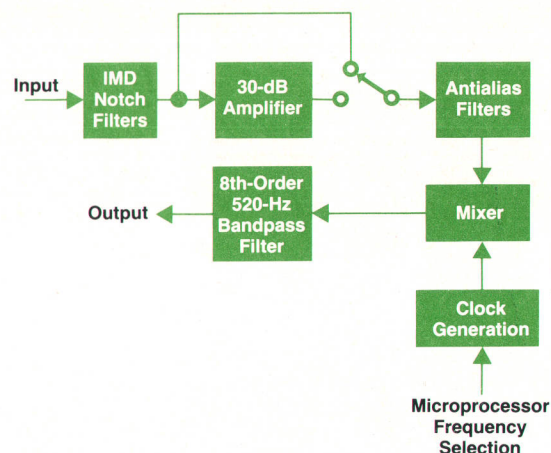 Input
IMD
Notch
Filters
30-dB
Amplifier
Antialias
Filters
Output
8th-Order
520-Hz
Bandpass
Filter
Mixer
Clock
Generation
Microprocessor
Frequency
Selection